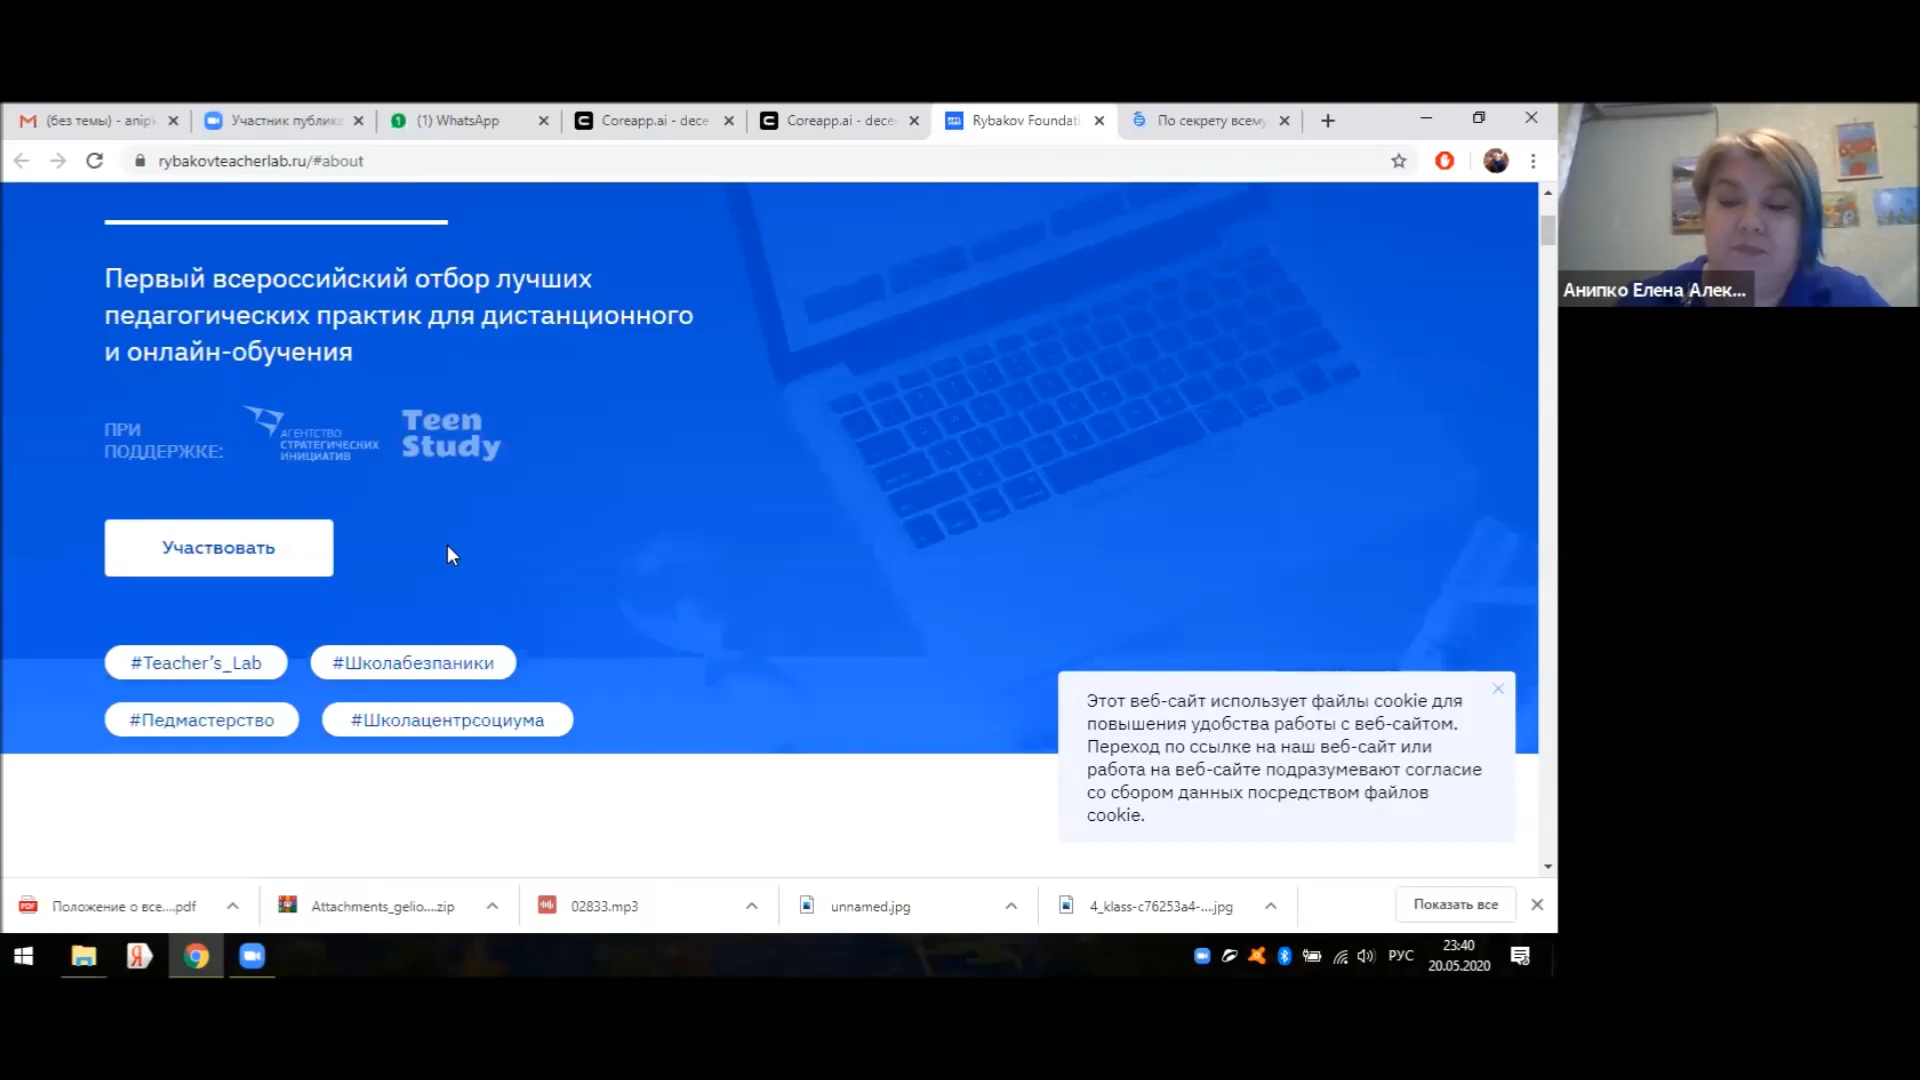 (без темы) - anip
Участник публика
(1) WhatsApp
Coreapp.ai - dece
Coreapp.ai - dece
Rybakov Foundati
По секрету всему
rybakovteacherlab.ru/#about
Первый всероссийский отбор лучших
педагогических практик для дистанционного
и онлайн-обучения
ПРИ
ПОДДЕРЖКЕ:
АГЕНТСТВО
СТРАТЕГИЧЕСКИХ
ИНИЦИАТИВ
Teen
Study
Участвовать
#Teacher’s_Lab
#Школабезпаники
#Педмастерство
#Школацентрсоциума
Этот веб-сайт использует файлы cookie для
повышения удобства работы с веб-сайтом.
Переход по ссылке на наш веб-сайт или
работа на веб-сайте подразумевают согласие
со сбором данных посредством файлов
cookie.
Анипко Елена Алек...
Положение о все....pdf
Attachments_gelio....zip
02833.mp3
unnamed.jpg
4_klass-c76253a4-....jpg
Показать все
РУС
23:40
20.05.2020